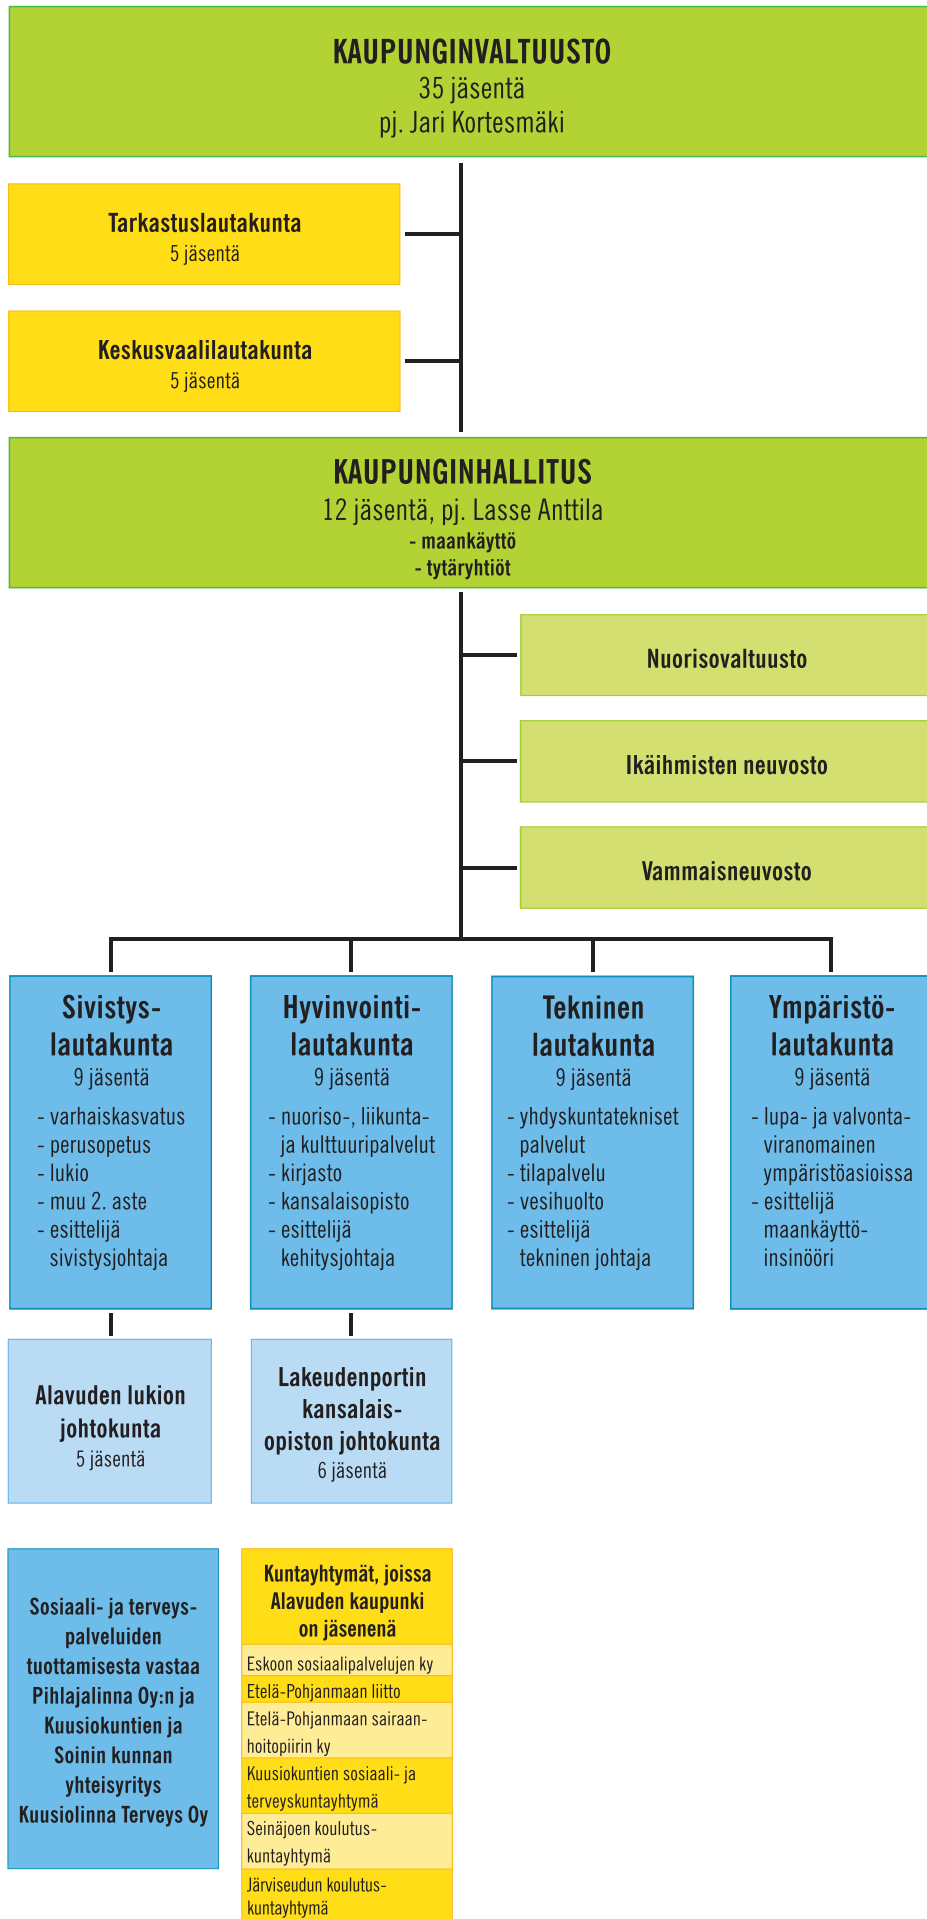 KAUPUNGINVALTUUSTO
35 jäsentä
pj. Jari Kortesmäki
Tarkastuslautakunta
5 jäsentä
Keskusvaalilautakunta
5 jäsentä
KAUPUNGINHALLITUS
12 jäsentä, pj. Lasse Anttila
- maankäyttö
- tytäryhtiöt
Nuorisovaltuusto
Ikäihmisten neuvosto
Vammaisneuvosto
Sivistys-
lautakunta
9 jäsentä
- varhaiskasvatus
- perusopetus
- lukio
- muu 2. aste
- esittelijä
sivistysjohtaja
Hyvinvointi-
lautakunta
9 jäsentä
- nuoriso-, liikunta-
ja kulttuuripalvelut
- kirjasto
- kansalaisopisto
- esittelijä
kehitysjohtaja
Tekninen
lautakunta
9 jäsentä
- yhdyskuntatekniset
palvelut
- tilapalvelu
- vesihuolto
- esittelijä
tekninen johtaja
Ympäristö-
lautakunta
9 jäsentä
- lupa- ja valvonta-
viranomainen
ympäristöasioissa
- esittelijä
maankäyttö-
insinööri
Alavuden lukion
johtokunta
5 jäsentä
Lakeudenportin
kansalais-
opiston johtokunta
6 jäsentä
Sosiaali- ja terveys-
palveluiden
tuottamisesta vastaa
Pihlajalinna Oy:n ja
Kuusiokuntien ja
Soinin kunnan
yhteisyritys
Kuusiolinna Terveys Oy
Kuntayhtymät, joissa
Alavuden kaupunki
on jäsenenä
Eskoon sosiaalipalvelujen ky
Etelä-Pohjanmaan liitto
Etelä-Pohjanmaan sairaan-
hoitopiirin ky
Kuusiokuntien sosiaali- ja
terveyskuntayhtymä
Seinäjoen koulutus-
kuntayhtymä
Järviseudun koulutus-
kuntayhtymä